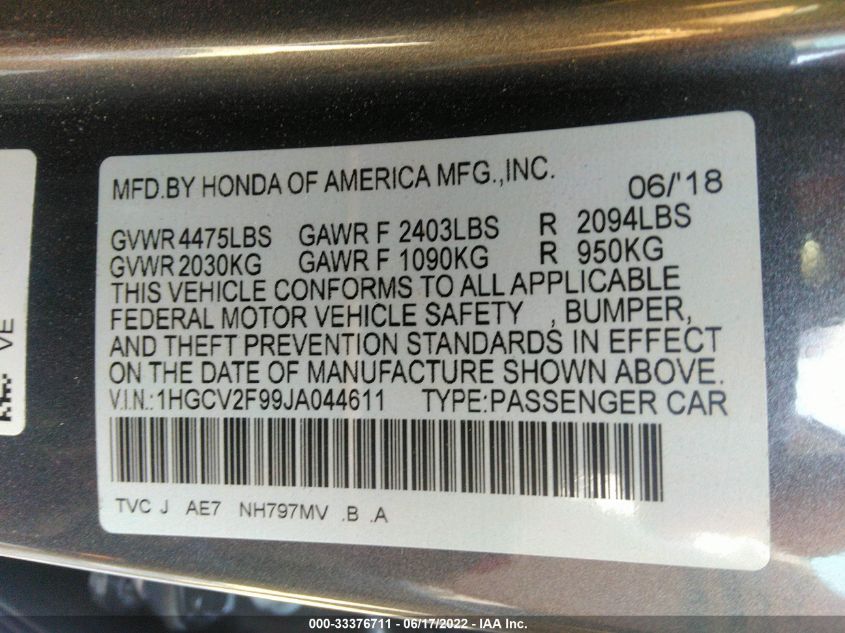 MFD.BY HONDA OF AMERICA MFG.,INC. 06/'18
GVWR 4475LBS GAWR F 2403LBS R 2094LBS
GVWR 2030KG GAWR F 1090KG R 950KG
THIS VEHICLE CONFORMS TO ALL APPLICABLE
FEDERAL MOTOR VEHICLE SAFETY , BUMPER,
AND THEFT PREVENTION STANDARDS IN EFFECT
ON THE DATE OF MANUFACTURE SHOWN ABOVE.
V.I.N.:1HGCV2F99JA044611 TYPE:PASSENGER CAR
TVC J AE7 NH797MV .B .A
VE
000-33376711 - 06/17/2022 - IAA Inc.